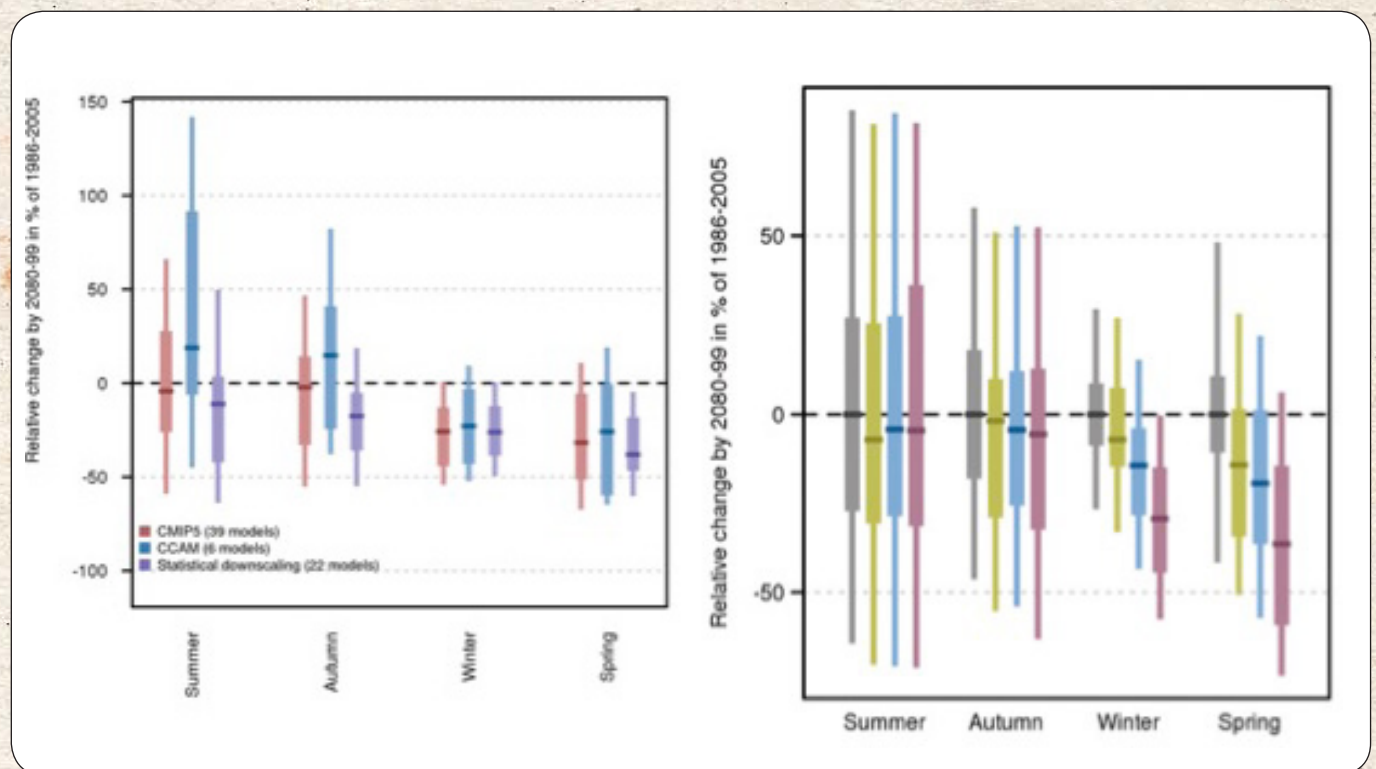 Relative change by 2080-99 in % of 1986-2005
150
100
50
0
-50
-100
CMIP5 (39 models)
CCAM (6 models)
Statistical downscaling (22 models)
Summer
Autumn
Winter
Spring
Relative change by 2080-99 in % of 1986-2005
50
0
-50
Summer
Autumn
Winter
Spring